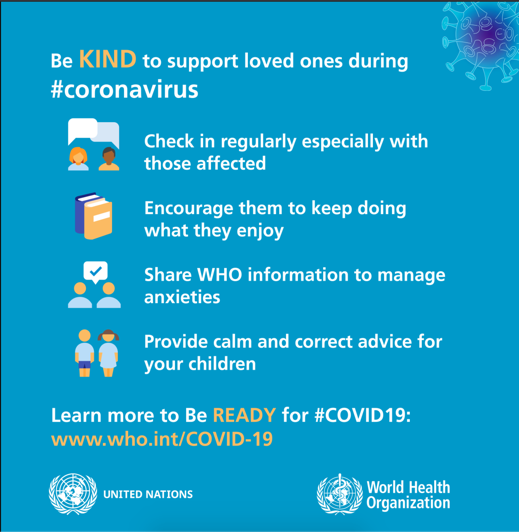 Be KIND to support loved ones during
#coronavirus
Check in regularly especially with
those affected
Encourage them to keep doing
what they enjoy
Share WHO information to manage
anxieties
Provide calm and correct advice for
your children
Learn more to Be READY for #COVID19:
www.who.int/COVID-19
UNITED NATIONS
World Health
Organization